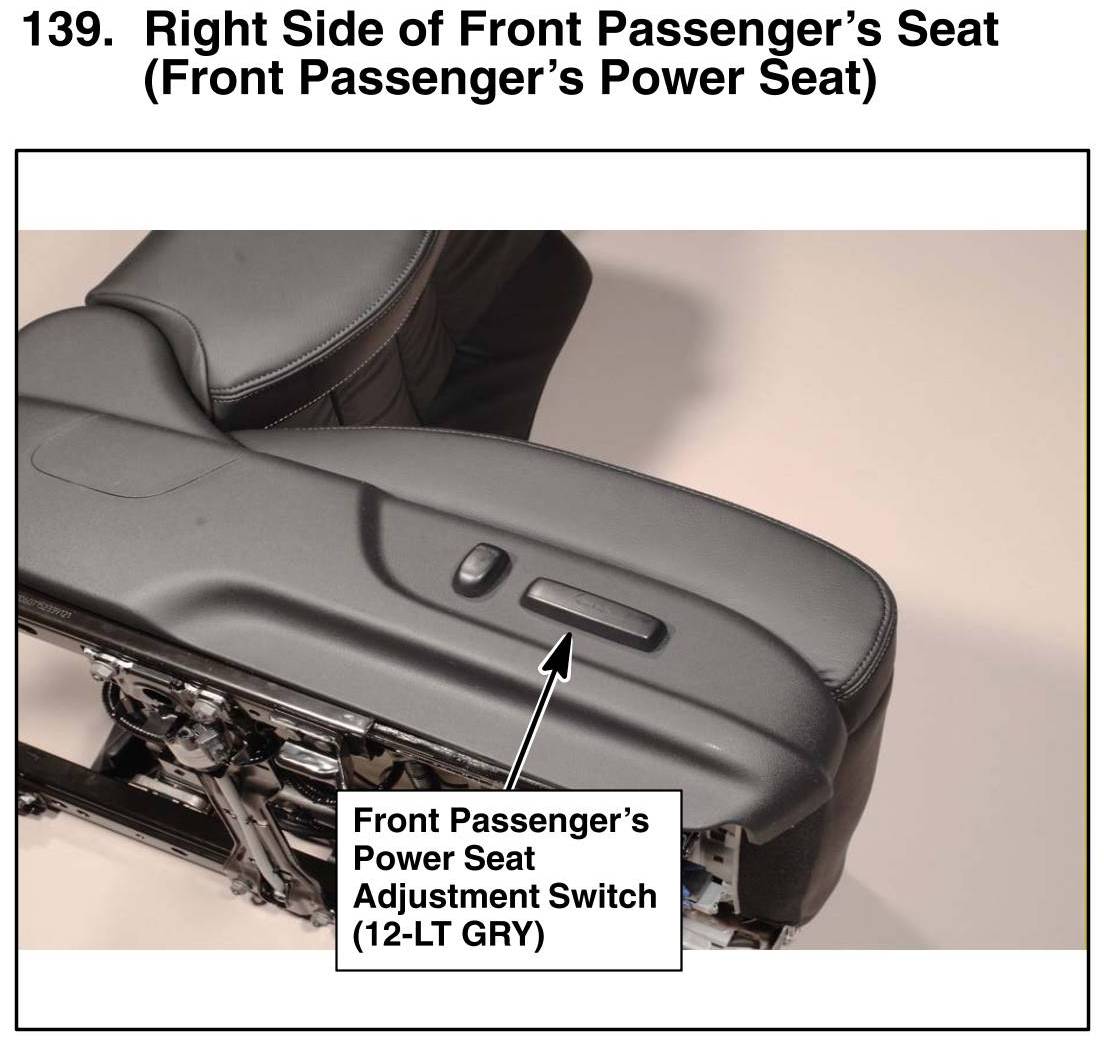 139. Right Side of Front Passenger’s Seat
(Front Passenger’s Power Seat)
Front Passenger’s
Power Seat
Adjustment Switch
(12-LT GRY)